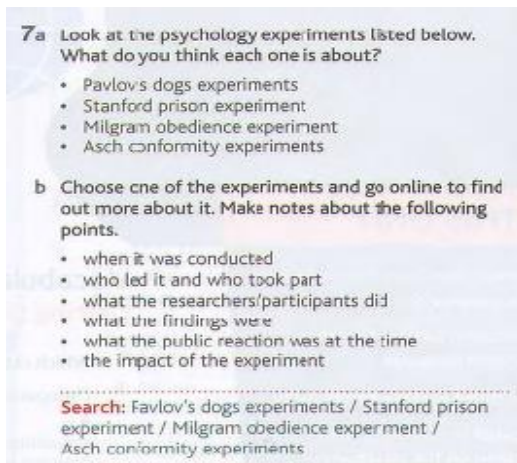 7a Look at the psychology experiments listed below.
What do you think each one is about?
• Pavlov's dogs experiments
• Stanford prison experiment
• Milgram obedience experiment
• Asch conformity experiments
b Choose one of the experiments and go online to find
out more about it. Make notes about the following
points.
• when it was conducted
• who led it and who took part
• what the researchers/participants did
• what the findings were
• what the public reaction was at the time
• the impact of the experiment
Search: Pavlov's dogs experiments / Stanford prison
experiment / Milgram obedience experiment /
Asch conformity experiments